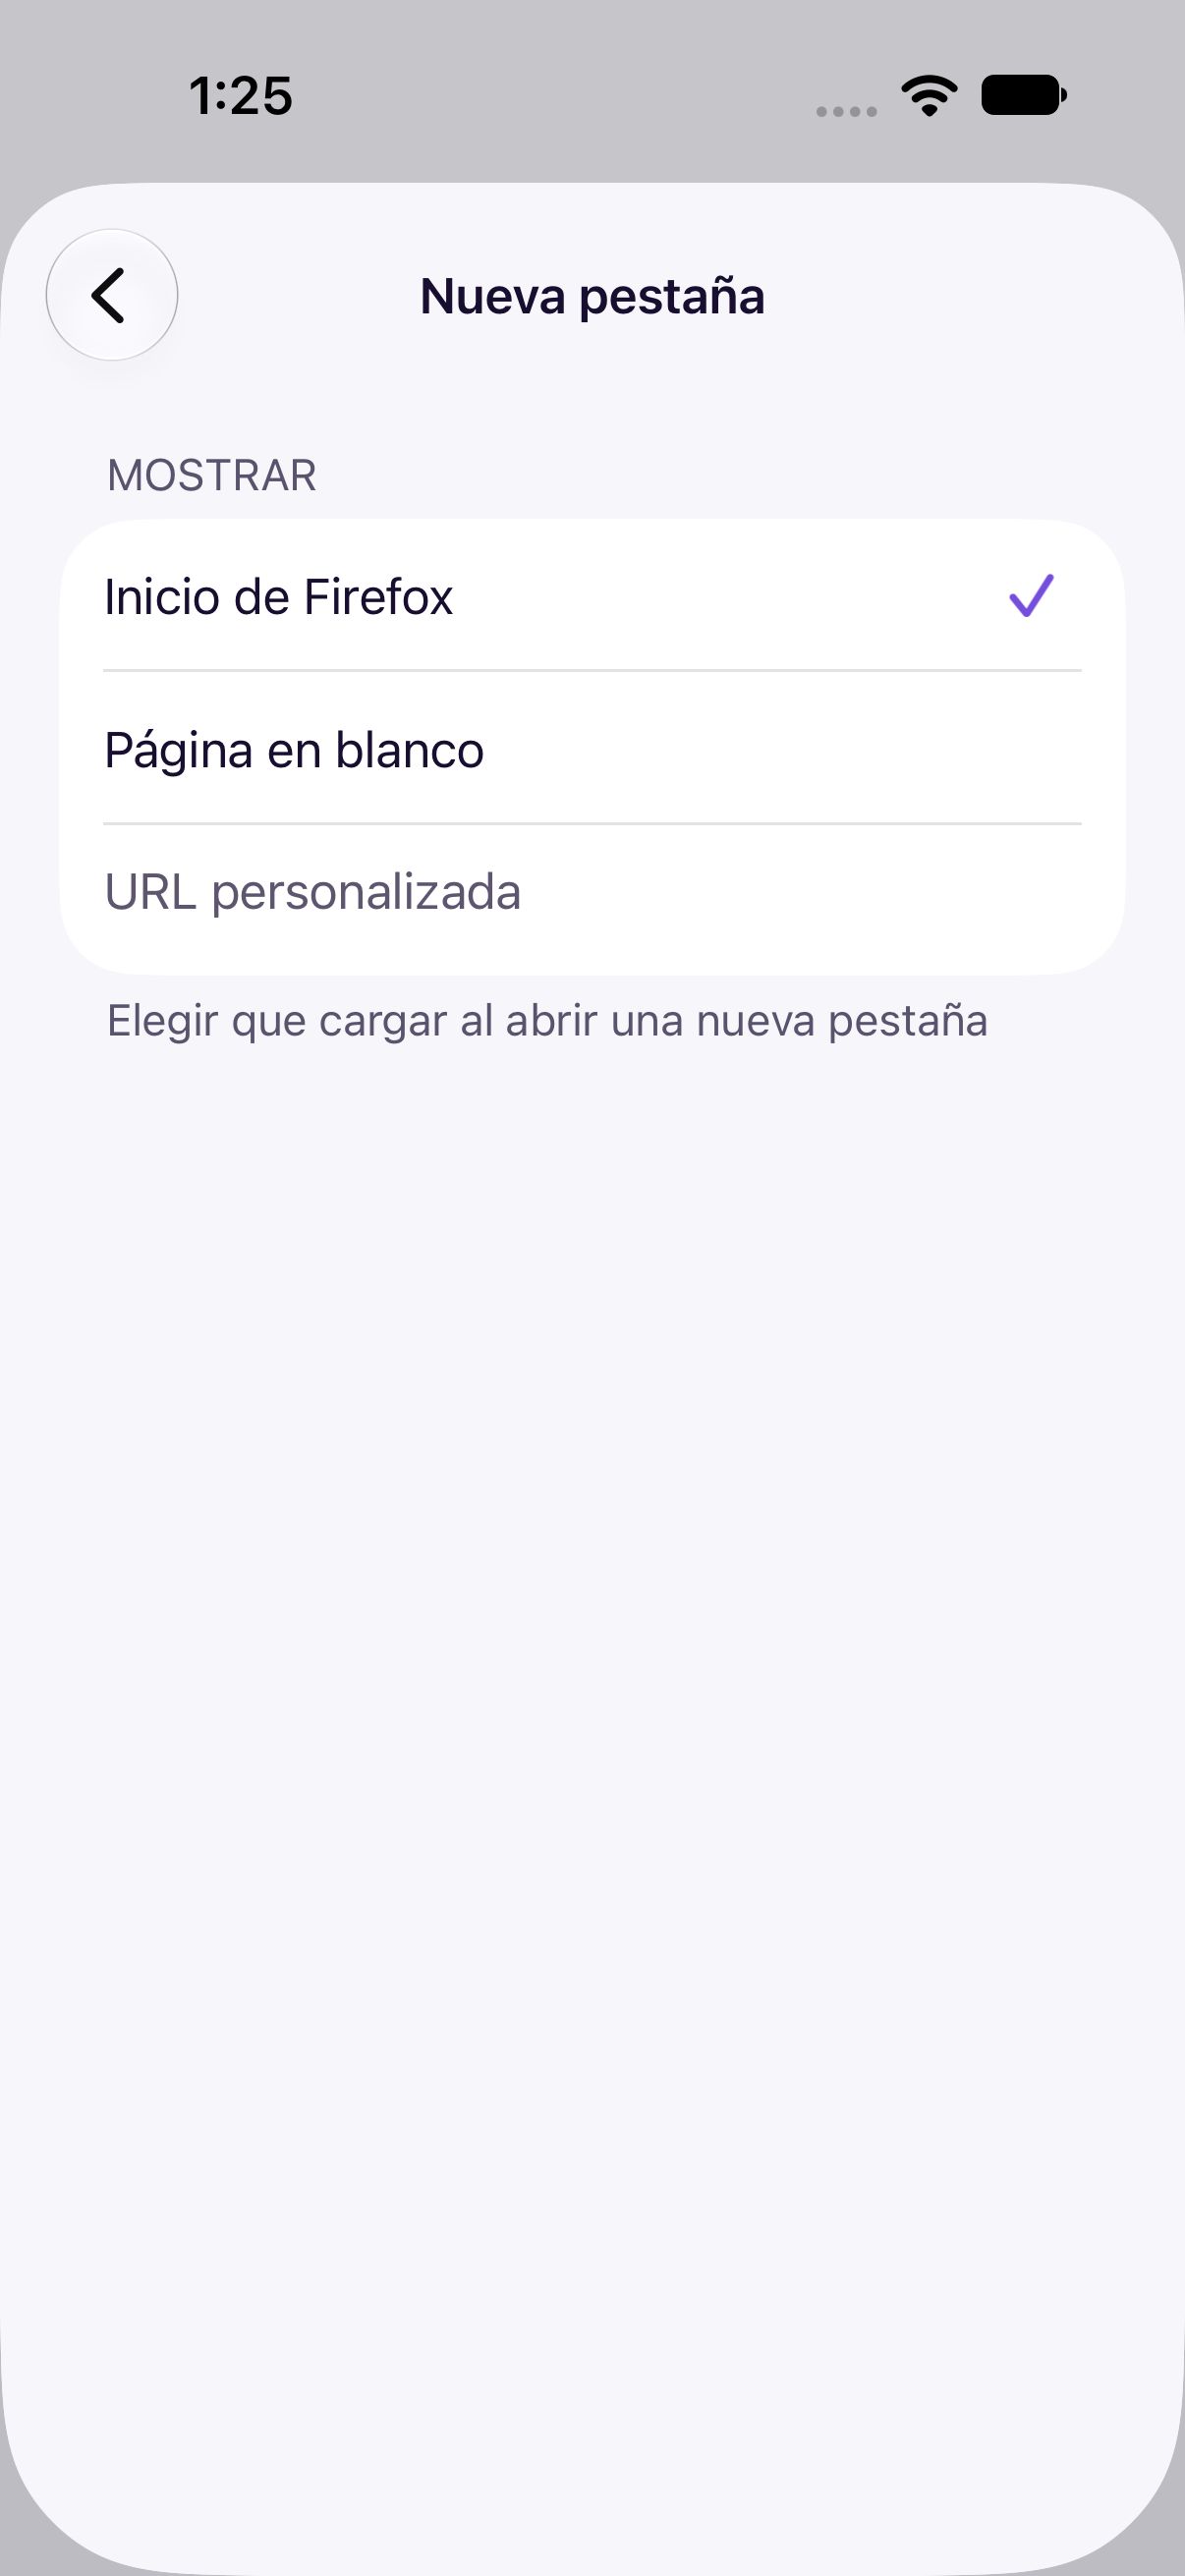 1:25
Nueva pestaña
MOSTRAR
Inicio de Firefox
Página en blanco
URL personalizada
Elegir que cargar al abrir una nueva pestaña